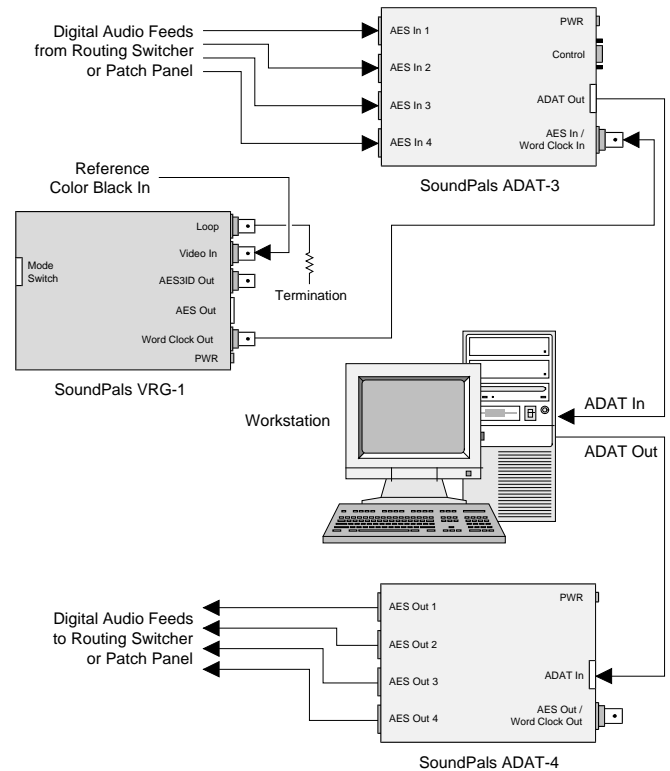 Digital Audio Feeds
from Routing Switcher
or Patch Panel
AES In 1
AES In 2
AES In 3
AES In 4
PWR
Control
ADAT Out
AES In /
Word Clock In
SoundPals ADAT-3
Reference
Color Black In
Mode
Switch
Loop
Video In
AES3ID Out
AES Out
Word Clock Out
PWR
Termination
SoundPals VRG-1
Workstation
ADAT In
ADAT Out
Digital Audio Feeds
to Routing Switcher
or Patch Panel
AES Out 1
AES Out 2
AES Out 3
AES Out 4
PWR
ADAT In
AES Out /
Word Clock Out
SoundPals ADAT-4